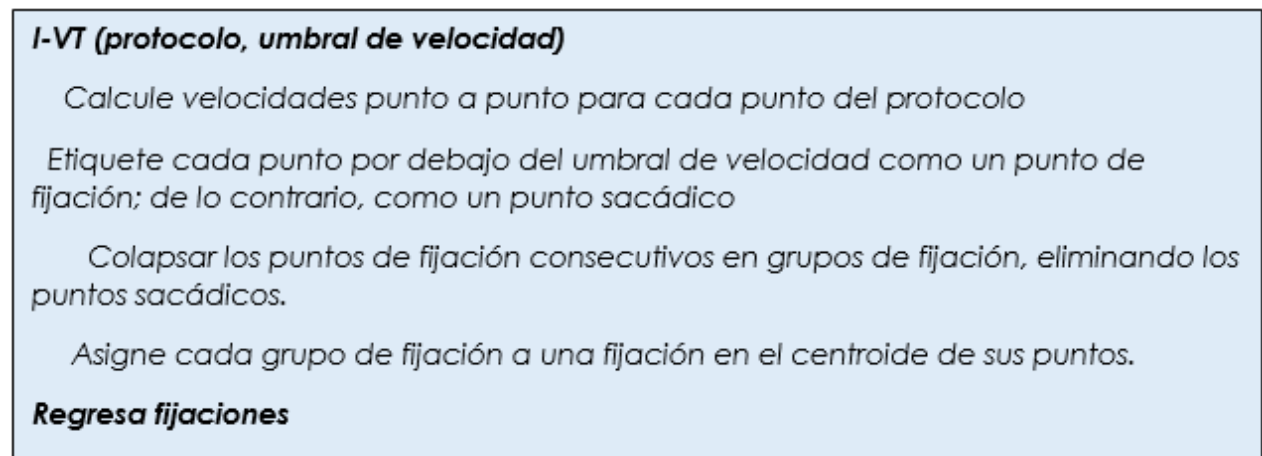 I-VT (protocolo, umbral de velocidad)
Calcule velocidades punto a punto para cada punto del protocolo
Etiquete cada punto por debajo del umbral de velocidad como un punto de
fijación; de lo contrario, como un punto sacádico
Colapsar los puntos de fijación consecutivos en grupos de fijación, eliminando los
puntos sacádicos.
Asigne cada grupo de fijación a una fijación en el centroide de sus puntos.
Regresa fijaciones